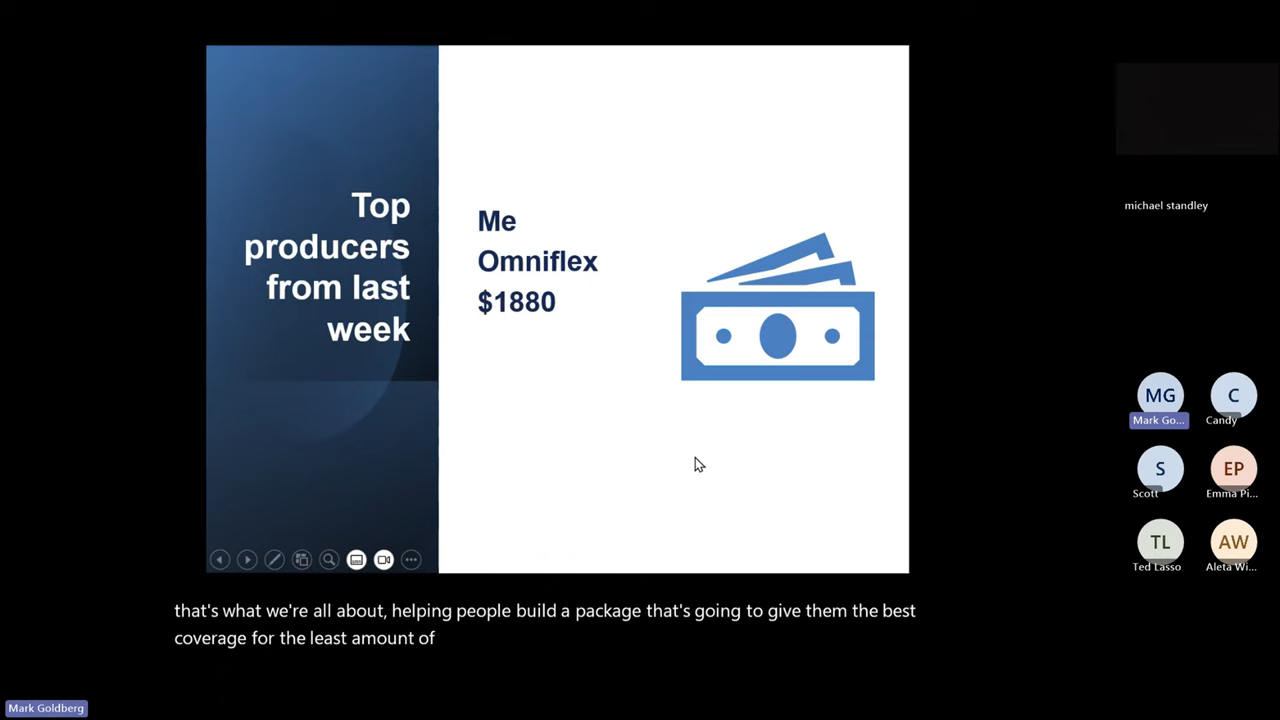 Top
producers
from last
week
Me
Omniflex
$1880
that's what we're all about, helping people build a package that's going to give them the best
coverage for the least amount of
Mark Goldberg
michael standley
MG
Mark Go...
C
Candy
S
Scott
EP
Emma Pi...
TL
Ted Lasso
AW
Aleta Wi...